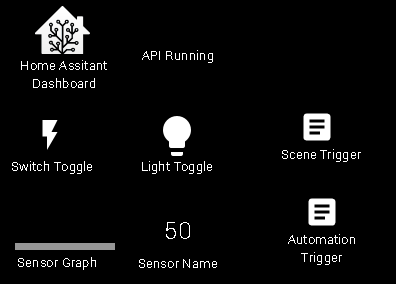 Home Assitant
Dashboard
API Running
Switch Toggle
Light Toggle
Scene Trigger
50
Sensor Graph
Sensor Name
Automation
Trigger